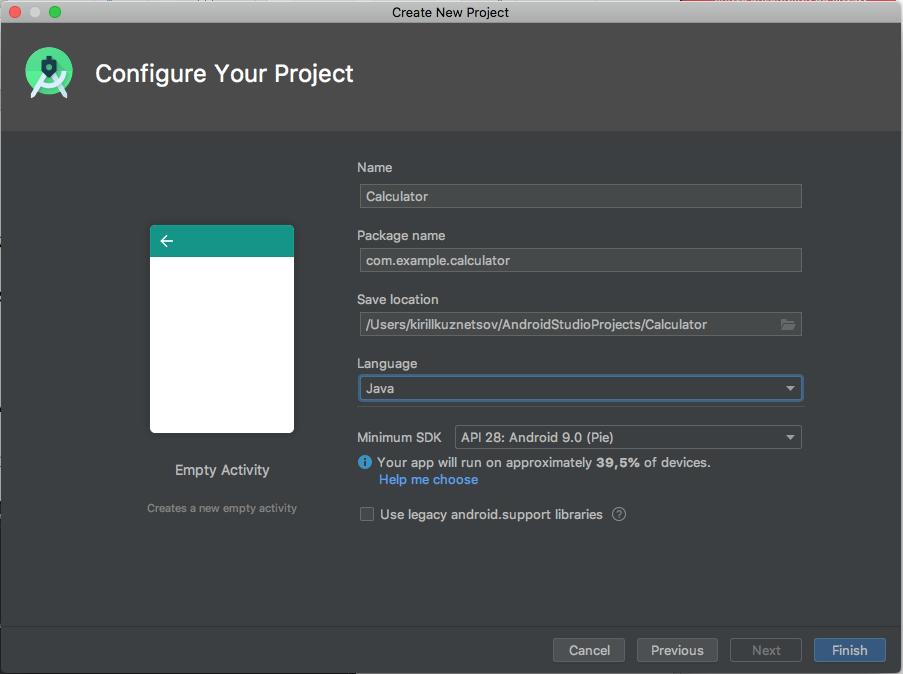 Create New Project
Configure Your Project
Name
Calculator
Package name
com.example.calculator
Save location
/Users/kirillkuznetsov/AndroidStudioProjects/Calculator
Language
Java
Minimum SDK API 28: Android 9.0 (Pie)
Your app will run on approximately 39,5% of devices.
Help me choose
Use legacy android.support libraries ?
Empty Activity
Creates a new empty activity
Cancel Previous Next Finish